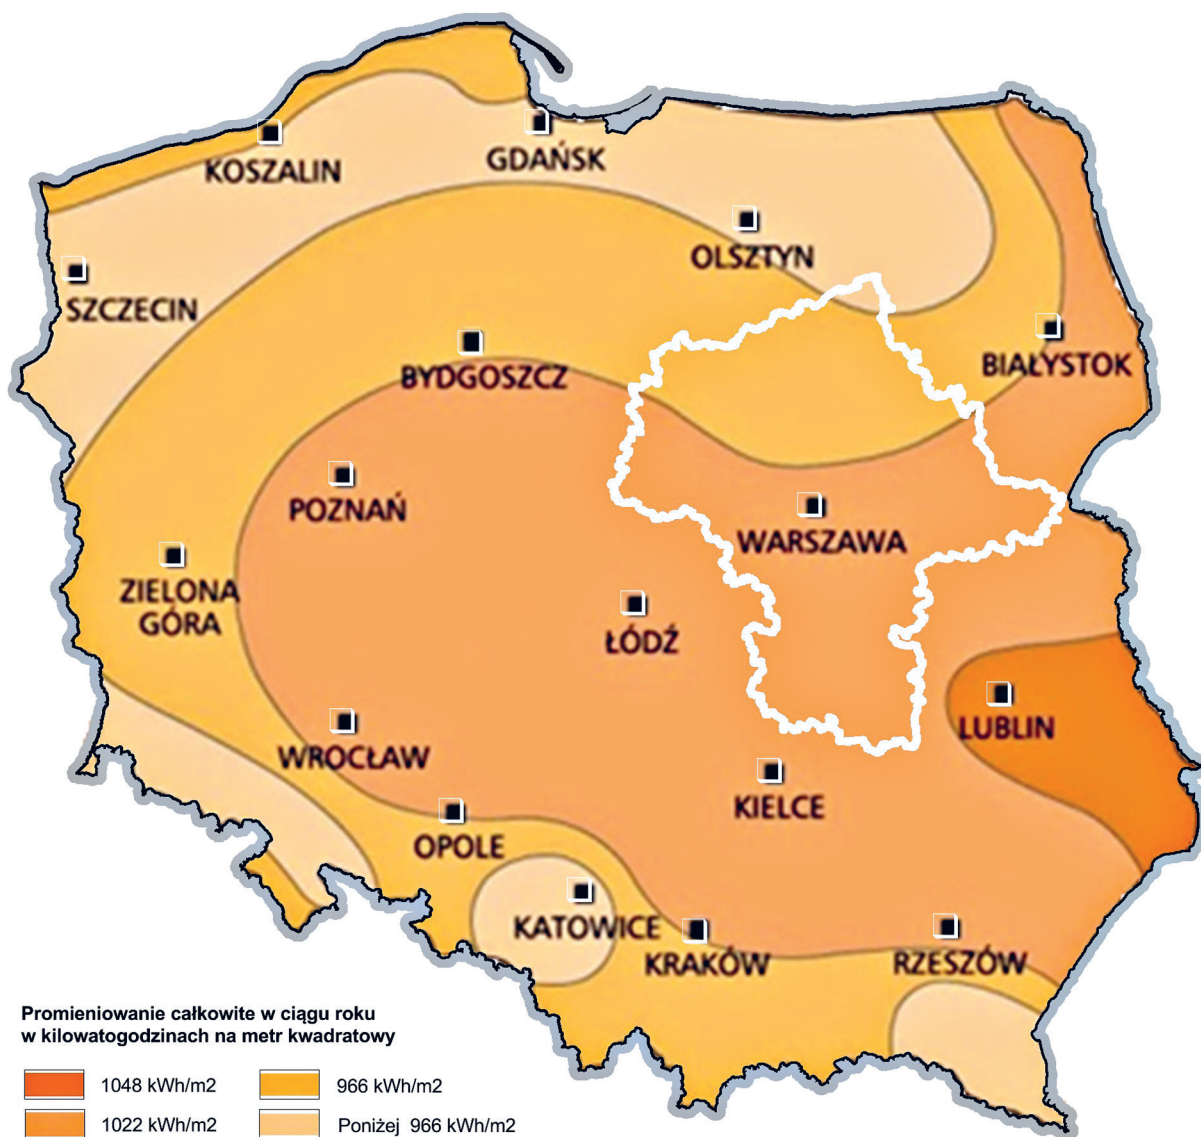 KOSZALIN
GDAŃSK
OLSZTYN
SZCZECIN
BYDGOSZCZ
BIAŁYSTOK
POZNAŃ
WARSZAWA
ZIELONA
GÓRA
ŁÓDŹ
WROCŁAW
LUBLIN
KIELCE
OPOLE
KATOWICE
KRAKÓW
RZESZÓW
Promieniowanie całkowite w ciągu roku
w kilowatogodzinach na metr kwadratowy
1048 kWh/m2
966 kWh/m2
1022 kWh/m2
Poniżej 966 kWh/m2